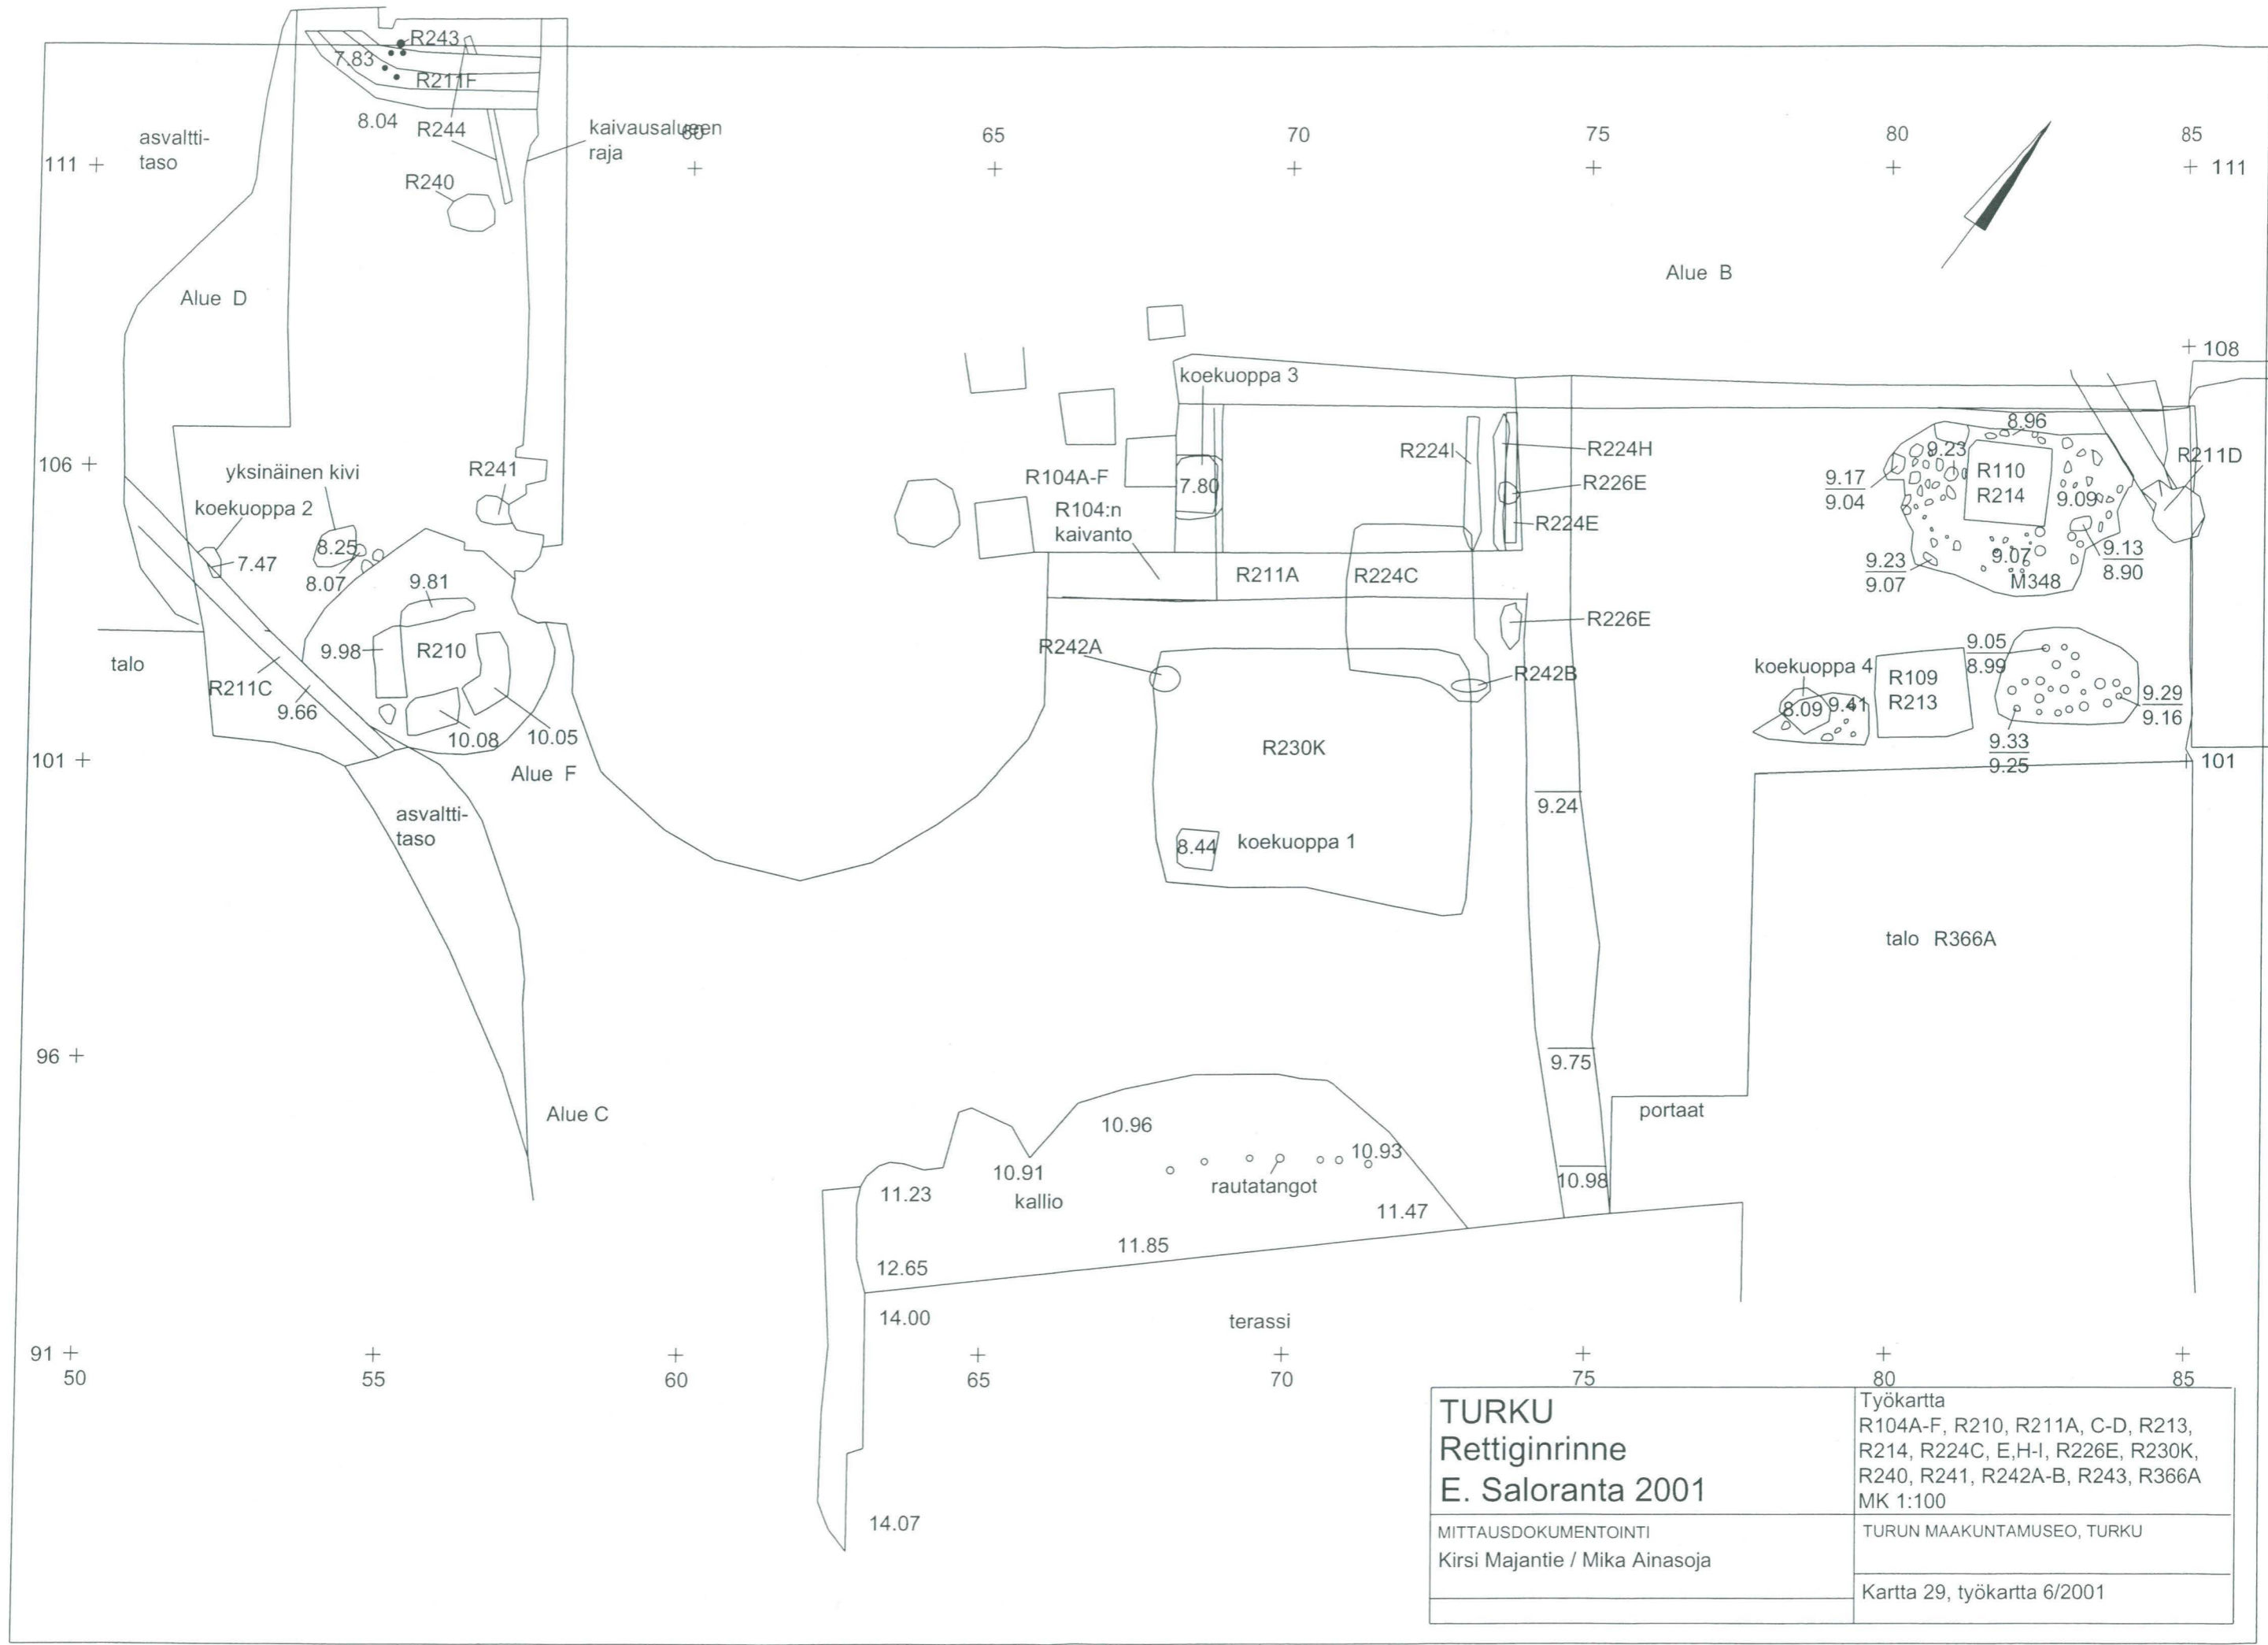 R243
7.83
R211F
8.04
R244
kaivausalueen
raja
asvaltti-
taso
60
65
70
75
80
85
111
111
R240
Alue B
Alue D
108
koekuoppa 3
106
yksinäinen kivi
R241
koekuoppa 2
8.25
7.47
8.07
R104A-F
7.80
R104:n
kaivanto
R224I
R224H
R226E
R224E
R211A
R224C
8.96
9.23
R110
R214
9.17
9.04
9.09
R211D
9.13
8.90
9.07
M348
9.23
9.07
9.81
9.98
R210
talo
R211C
9.66
10.08
10.05
R242A
R226E
R242B
R230K
koekuoppa 4
8.09
9.41
R109
R213
9.05
8.99
9.29
9.16
9.33
9.25
101
101
Alue F
asvaltti-
taso
9.24
8.44
koekuoppa 1
talo R366A
96
9.75
Alue C
portaat
10.96
10.93
10.91
rautatangot
kallio
11.23
10.98
11.47
11.85
12.65
14.00
terassi
91
50
55
60
65
70
75
80
85
14.07
TURKU
Rettiginrinne
E. Saloranta 2001
Työkartta
R104A-F, R210, R211A, C-D, R213,
R214, R224C, E,H-I, R226E, R230K,
R240, R241, R242A-B, R243, R366A
MK 1:100
MITTAUSDOKUMENTOINTI
Kirsi Majantie / Mika Ainasoja
TURUN MAAKUNTAMUSEO, TURKU
Kartta 29, työkartta 6/2001